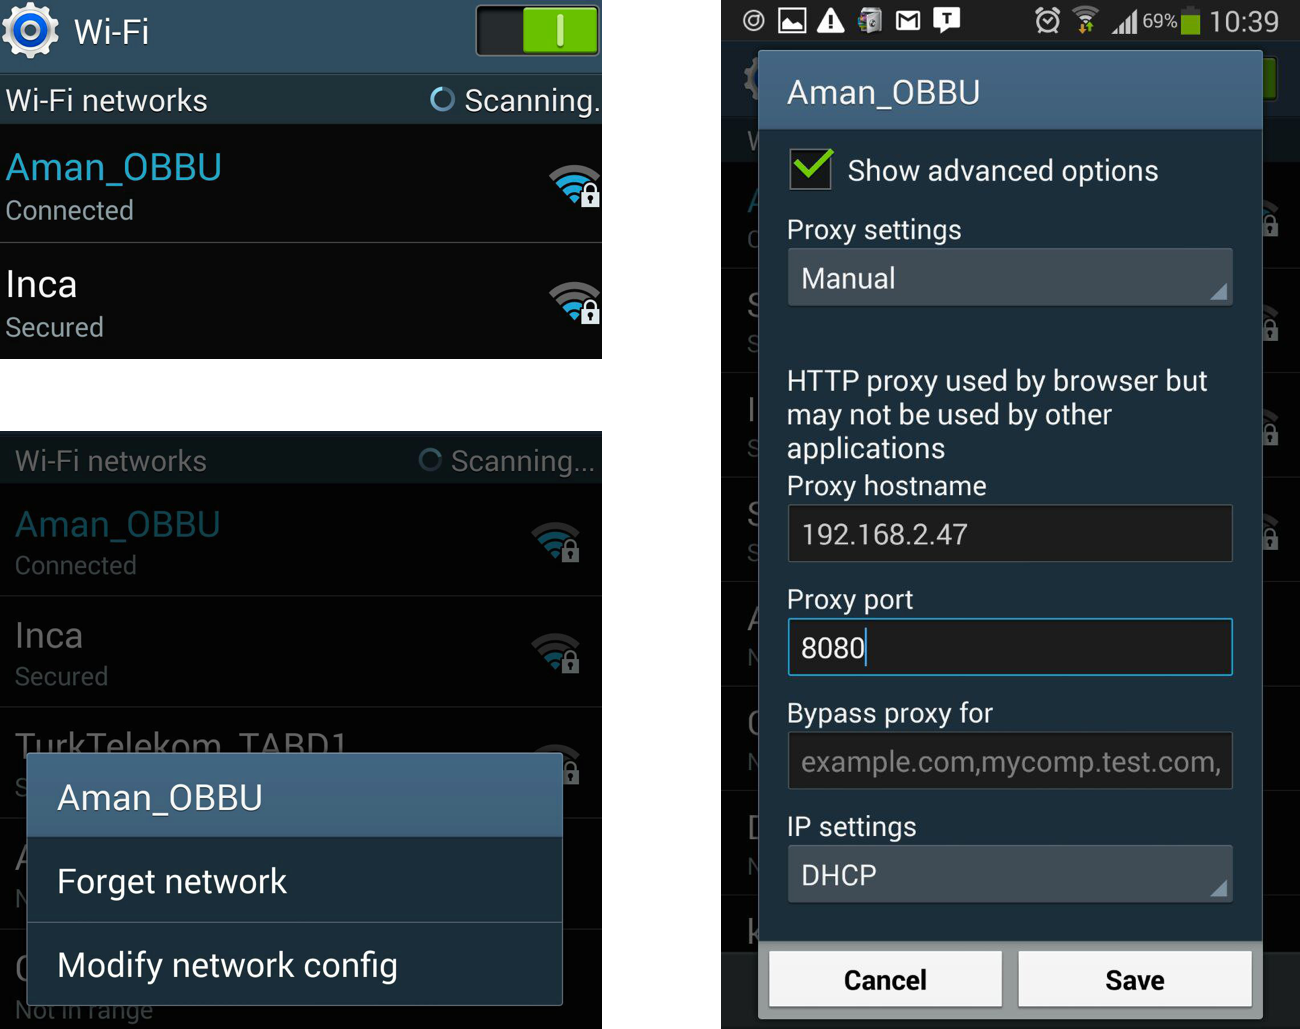 Wi-Fi
Wi-Fi networks Scanning.
Aman_OBBU
Connected
Inca
Secured
Wi-Fi networks Scanning...
Aman_OBBU
Connected
Inca
Secured
TurkTelekom_TABD1
Aman_OBBU
Forget network
Modify network config
Not in range
T 69% 10:39
Aman_OBBU
Show advanced options
Proxy settings
Manual
HTTP proxy used by browser but
may not be used by other
applications
Proxy hostname
192.168.2.47
Proxy port
8080
Bypass proxy for
example.com,mycomp.test.com,
IP settings
DHCP
Cancel Save